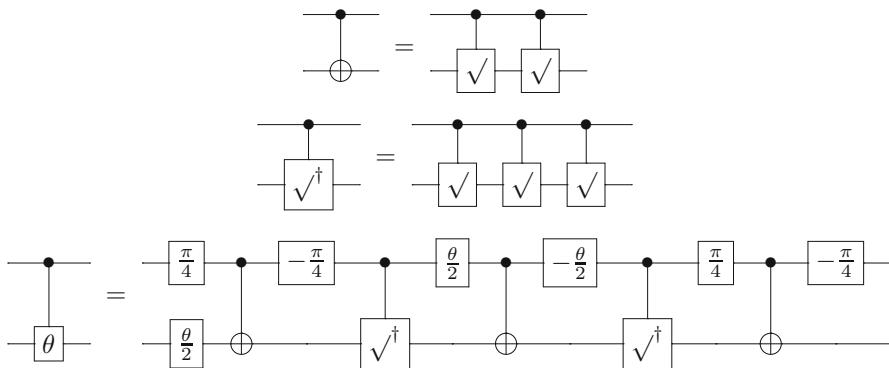 = √ √
√† = √ √ √
π/4 −π/4 θ/2 −θ/2 π/4 −π/4
=
θ θ/2 √† √†